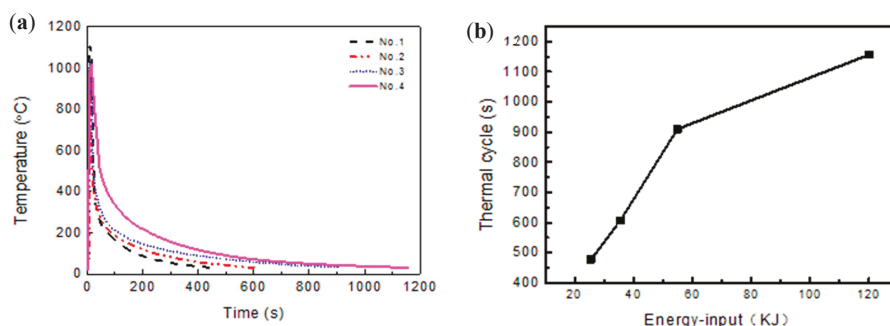 (a)
1200
1000
800
600
400
200
0
Temperature (°C)
No.1
No.2
No.3
No.4
0 200 400 600 800 1000 1200
Time (s)
(b)
1200
1100
1000
900
800
700
600
500
400
Thermal cycle (s)
20 40 60 80 100 120
Energy-input（KJ）